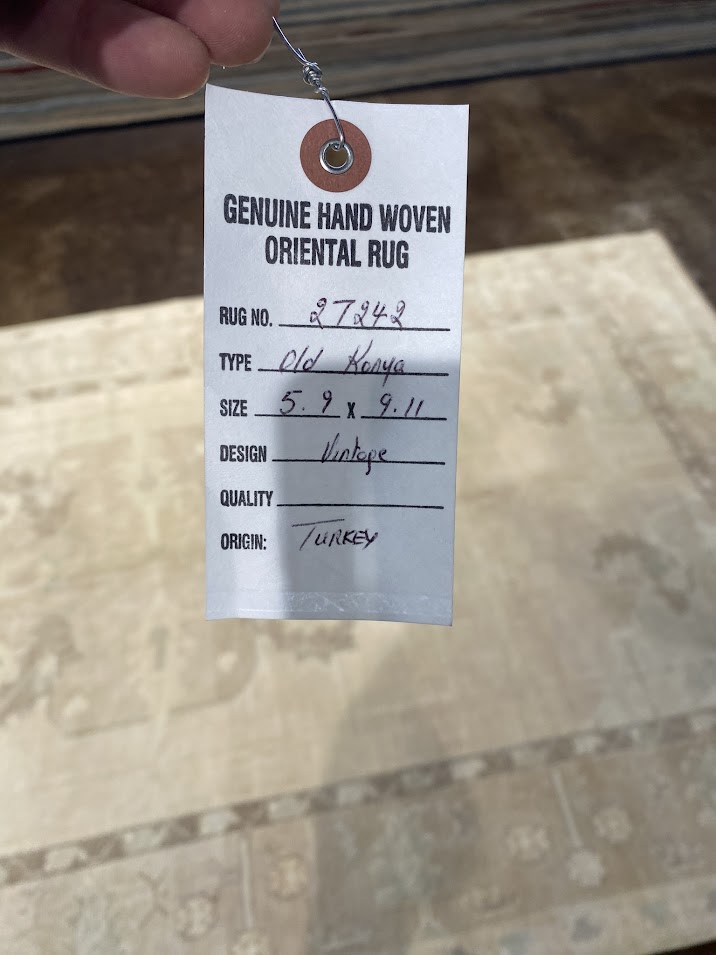 GENUINE HAND WOVEN
ORIENTAL RUG
RUG NO. 27242
TYPE Old Konya
SIZE 5.9 x 9.11
DESIGN Vintage
QUALITY
ORIGIN: TURKEY